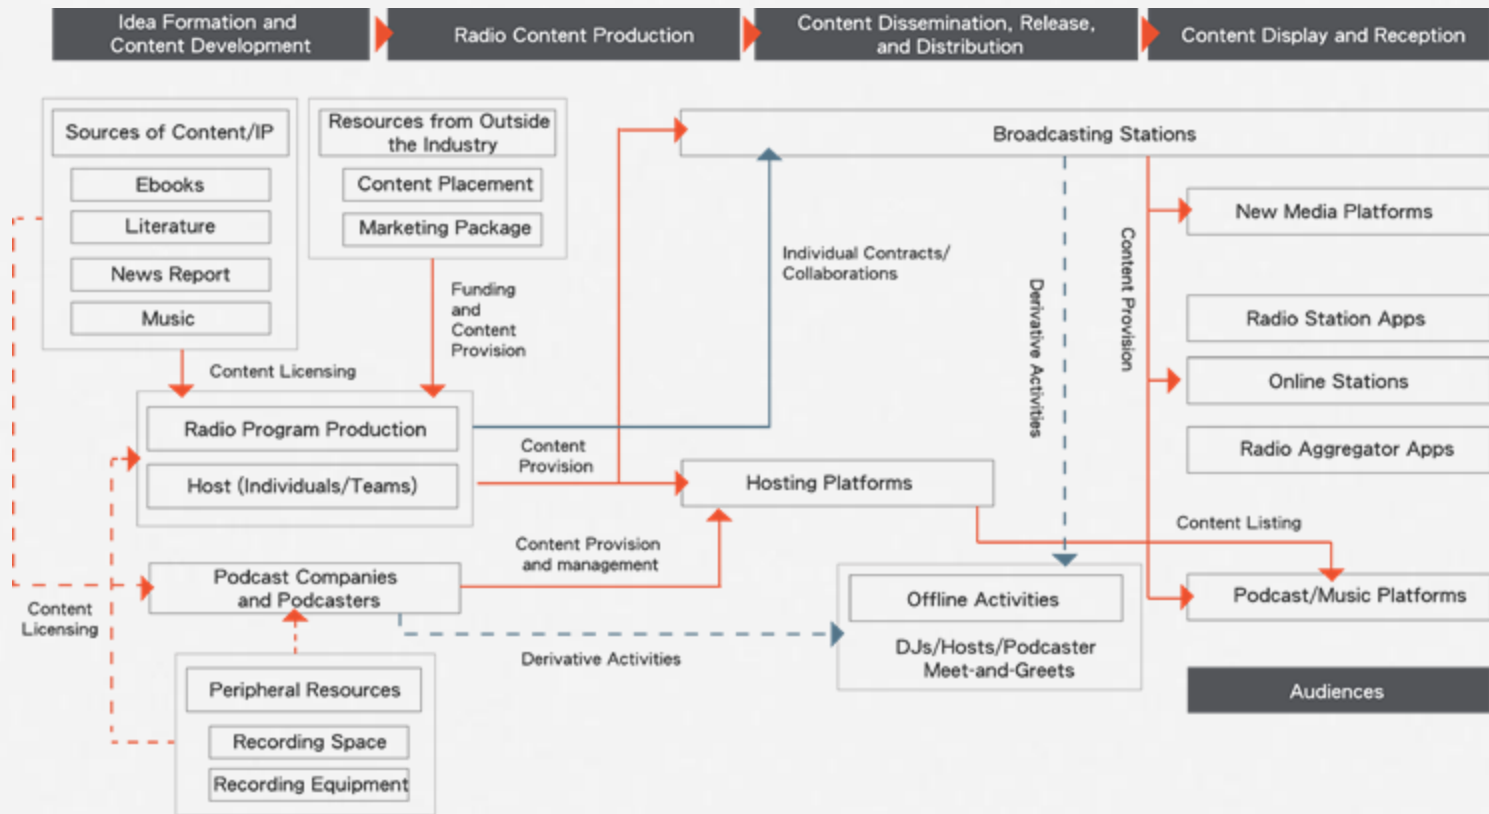 Idea Formation and
Content Development
Radio Content Production
Content Dissemination, Release,
and Distribution
Content Display and Reception
Sources of Content/IP
Ebooks
Literature
News Report
Music
Resources from Outside
the Industry
Content Placement
Marketing Package
Funding
and
Content
Provision
Content Licensing
Radio Program Production
Host (Individuals/Teams)
Content
Provision
Individual Contracts/
Collaborations
Broadcasting Stations
Derivative Activities
Content Provision
New Media Platforms
Radio Station Apps
Online Stations
Radio Aggregator Apps
Hosting Platforms
Content Listing
Podcast/Music Platforms
Content Provision
and management
Podcast Companies
and Podcasters
Content
Licensing
Derivative Activities
Offline Activities
DJs/Hosts/Podcaster
Meet-and-Greets
Peripheral Resources
Recording Space
Recording Equipment
Audiences